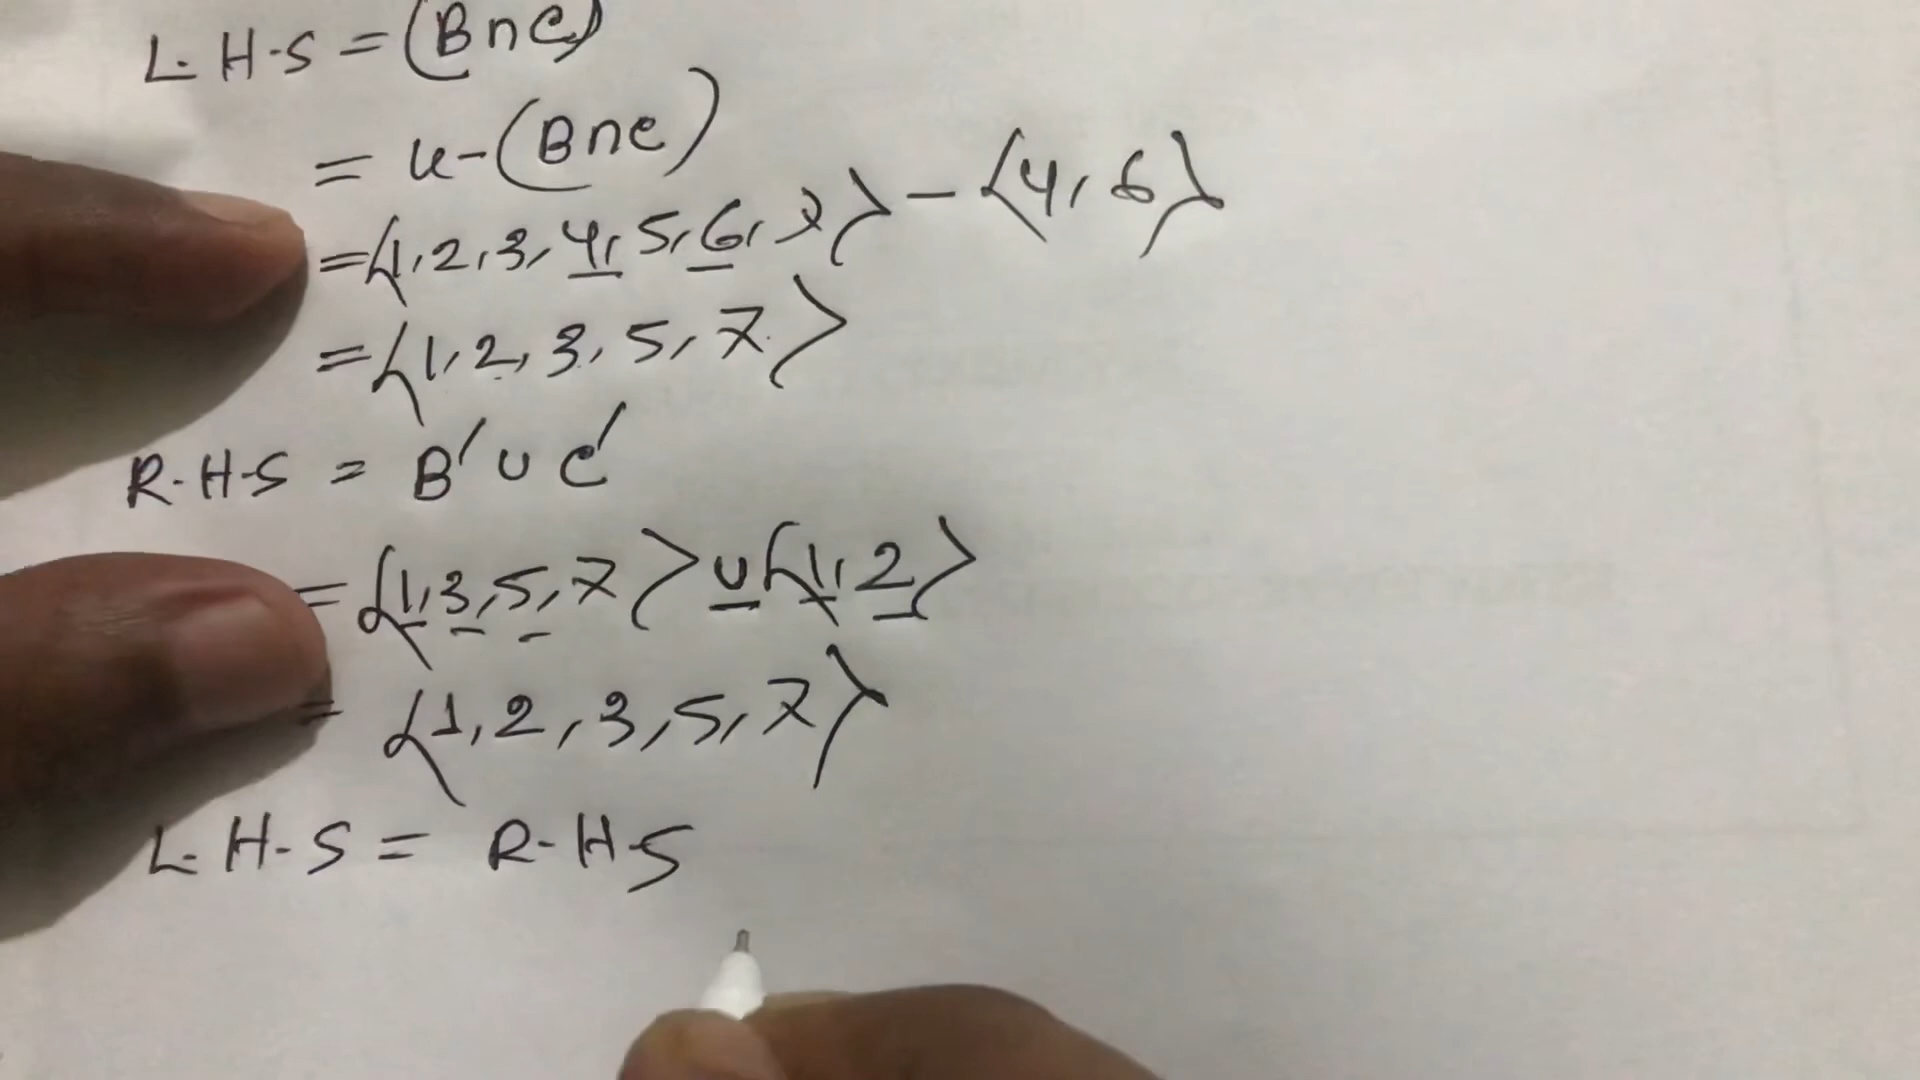 L.H.S = (B∩C)
= U-(B∩C)
={1,2,3,4,5,6,7}-{4,6}
={1,2,3,5,7}
R.H.S = B'∪C'
={1,3,5,7}∪{1,2}
= {1,2,3,5,7}
L.H.S = R.H.S